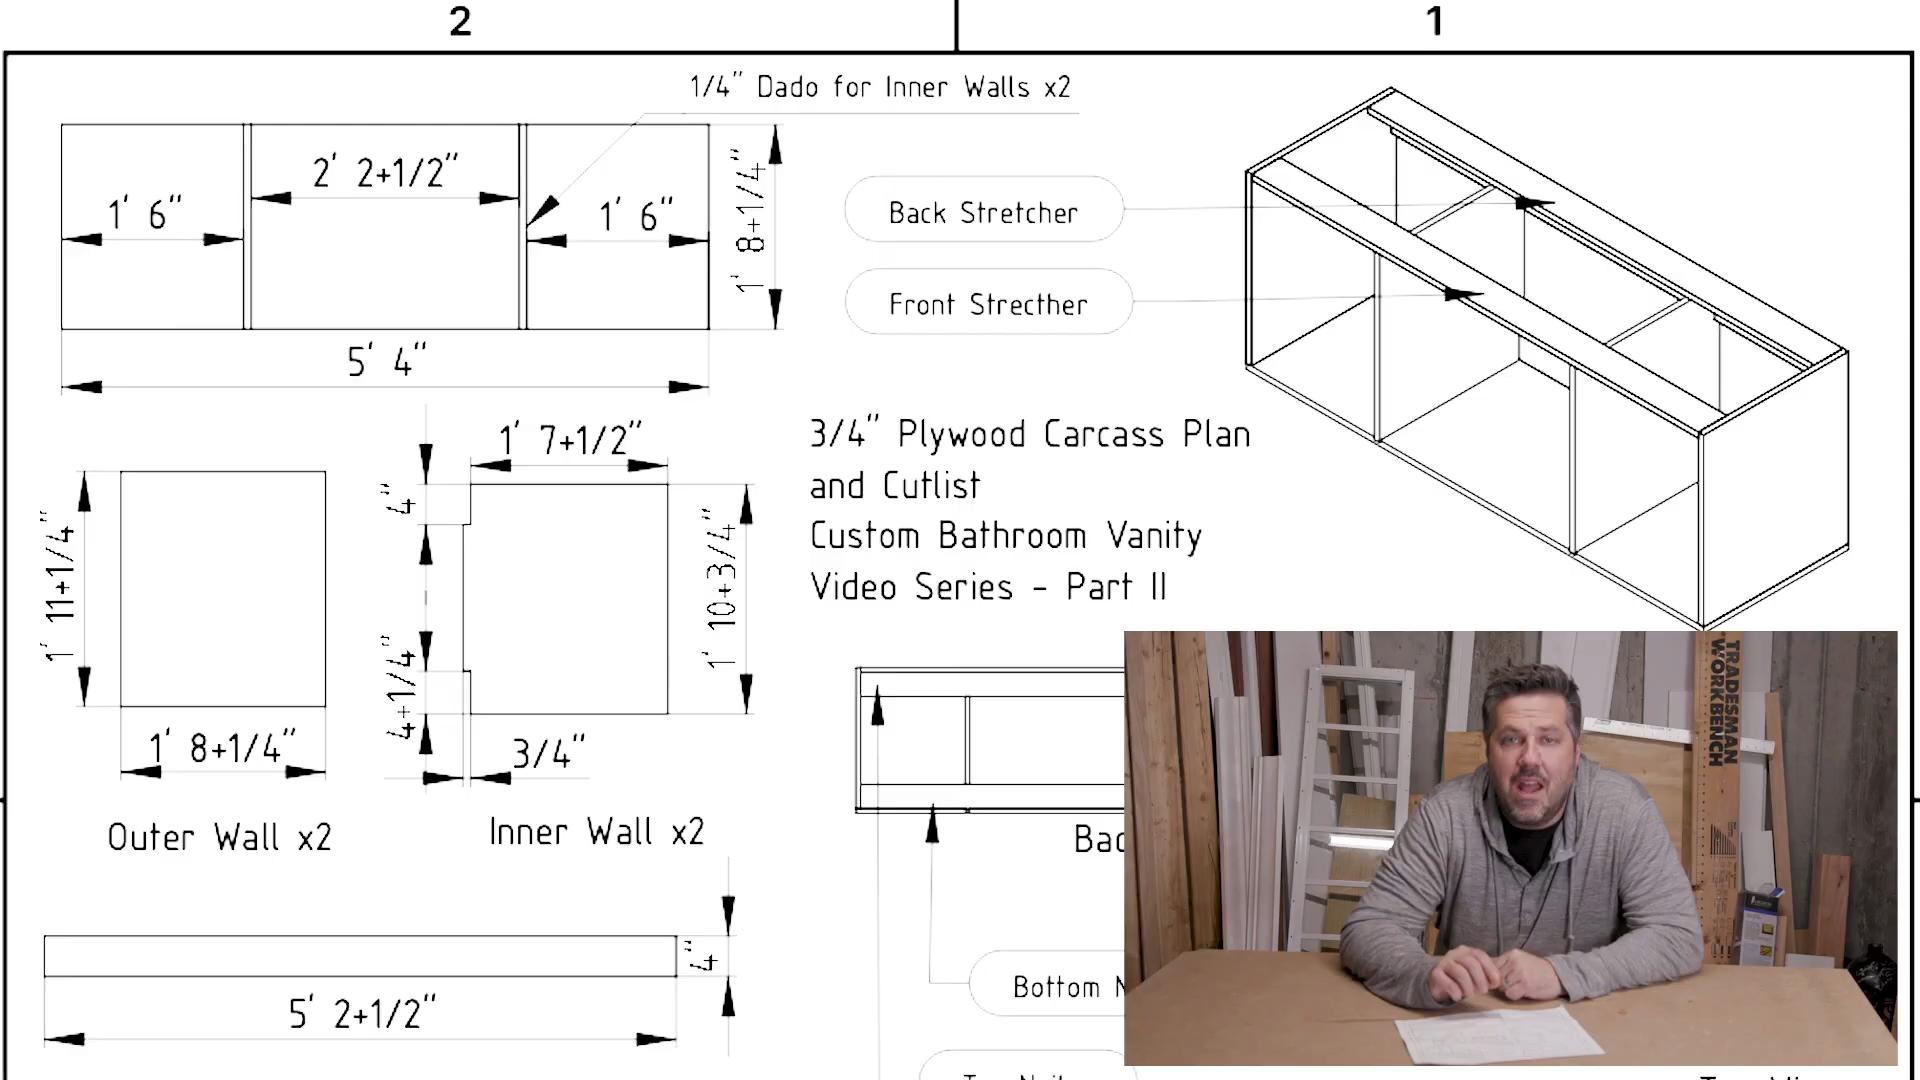 2
1
1/4" Dado for Inner Walls x2
2' 2+1/2"
1' 6"
1' 6"
1' 8+1/4"
5' 4"
Back Stretcher
Front Strecther
3/4" Plywood Carcass Plan
and Cutlist
Custom Bathroom Vanity
Video Series - Part II
1' 7+1/2"
4"
1' 11+1/4"
1' 10+3/4"
4+1/4"
1' 8+1/4"
3/4"
Outer Wall x2
Inner Wall x2
4"
5' 2+1/2"
Bottom
TRADESMAN
WORKBENCH